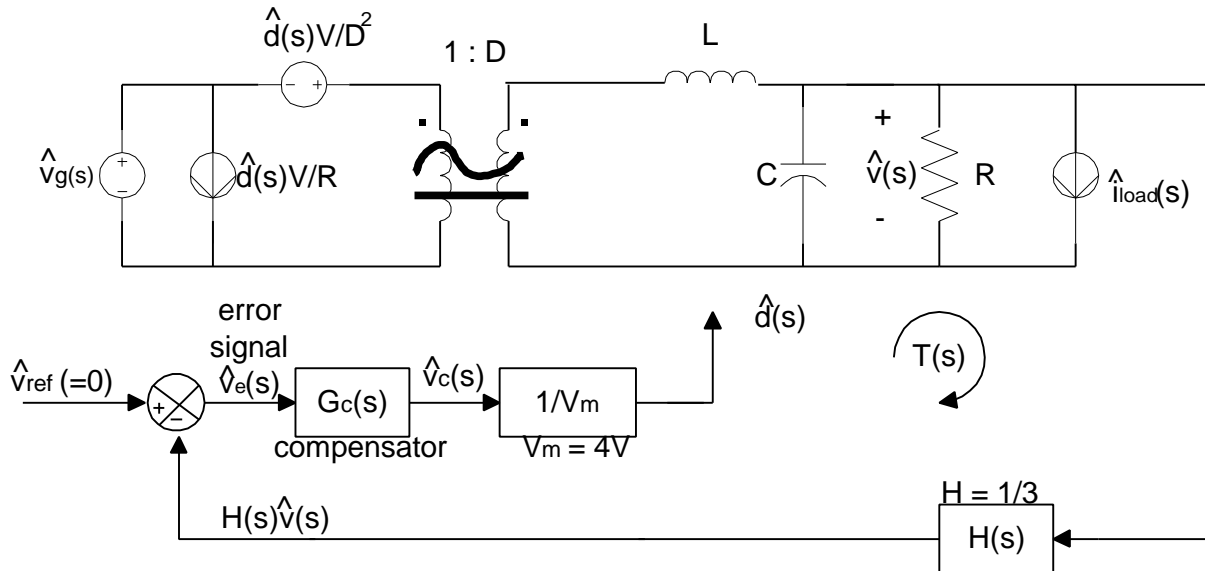 d̂(s)V/D²
1 : D
L
+
v̂g(s)
+
−
− +
d̂(s)V/R
C
v̂(s)
R
îload(s)
-
error
signal
d̂(s)
v̂ref (=0)
v̂e(s)
v̂c(s)
T(s)
+
−
Gc(s)
1/Vm
compensator
Vm = 4V
H = 1/3
H(s)v̂(s)
H(s)